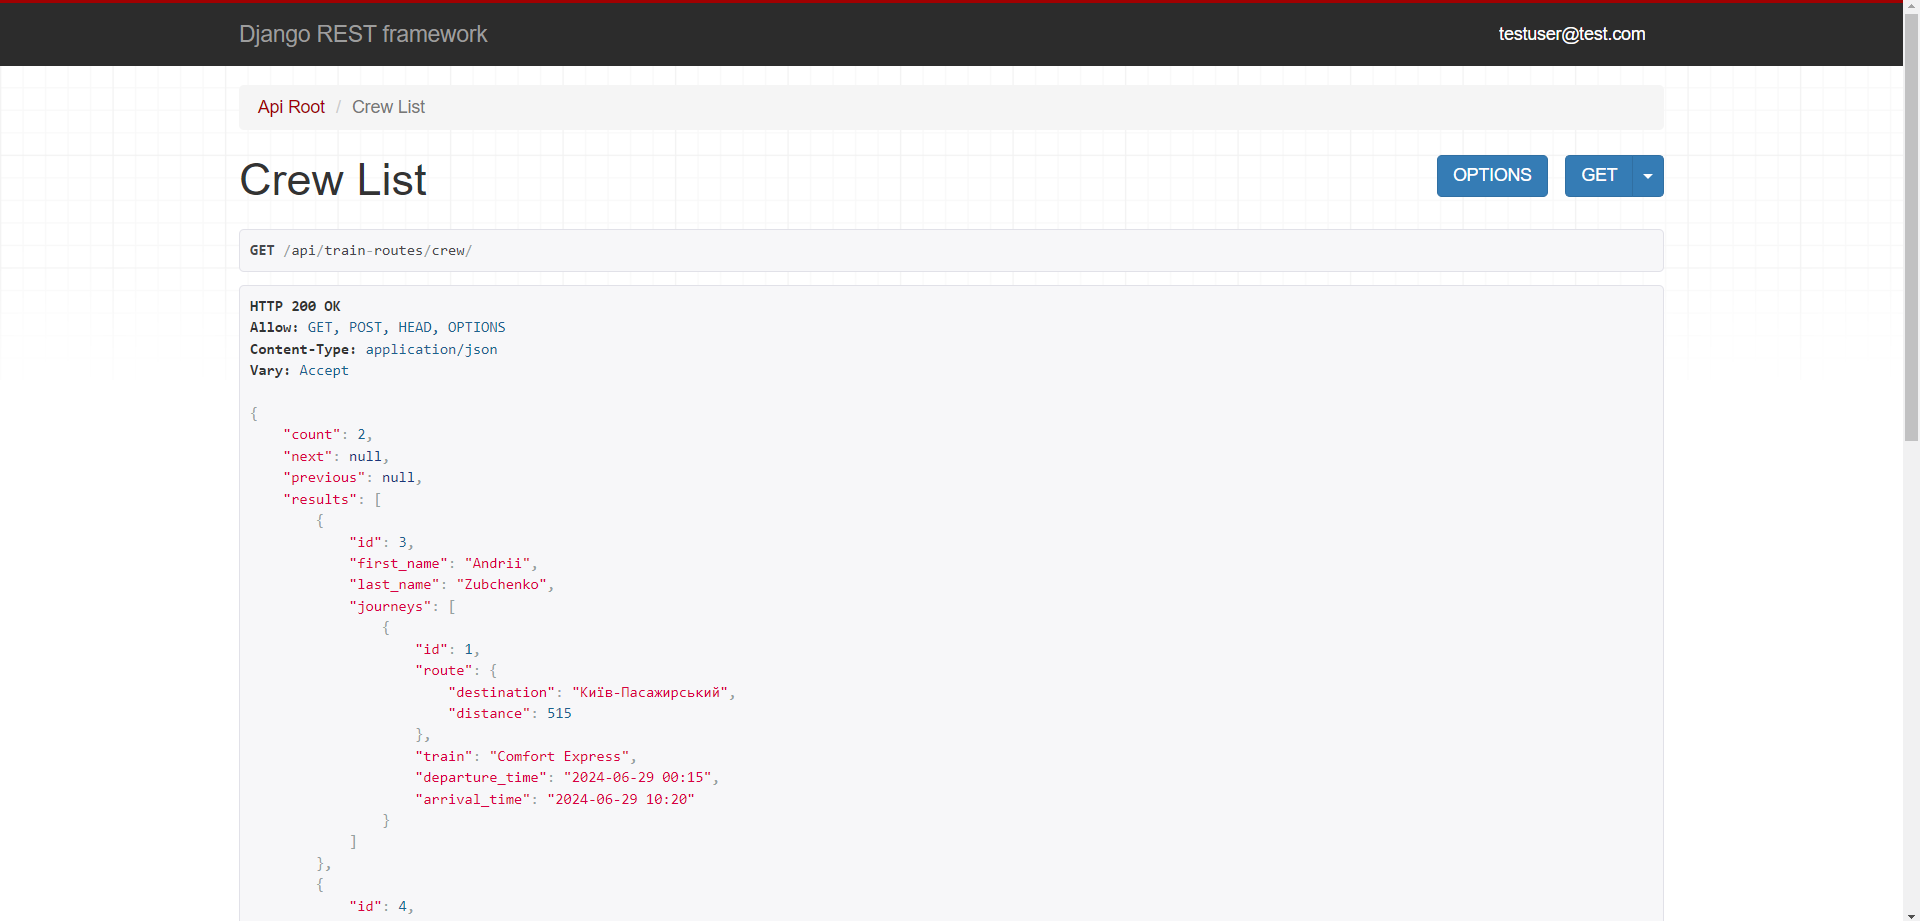 Django REST framework
testuser@test.com
Api Root / Crew List
Crew List
OPTIONS
GET
GET /api/train-routes/crew/
HTTP 200 OK
Allow: GET, POST, HEAD, OPTIONS
Content-Type: application/json
Vary: Accept
{
    "count": 2,
    "next": null,
    "previous": null,
    "results": [
        {
            "id": 3,
            "first_name": "Andrii",
            "last_name": "Zubchenko",
            "journeys": [
                {
                    "id": 1,
                    "route": {
                        "destination": "Київ-Пасажирський",
                        "distance": 515
                    },
                    "train": "Comfort Express",
                    "departure_time": "2024-06-29 00:15",
                    "arrival_time": "2024-06-29 10:20"
                }
            ]
        },
        {
            "id": 4,